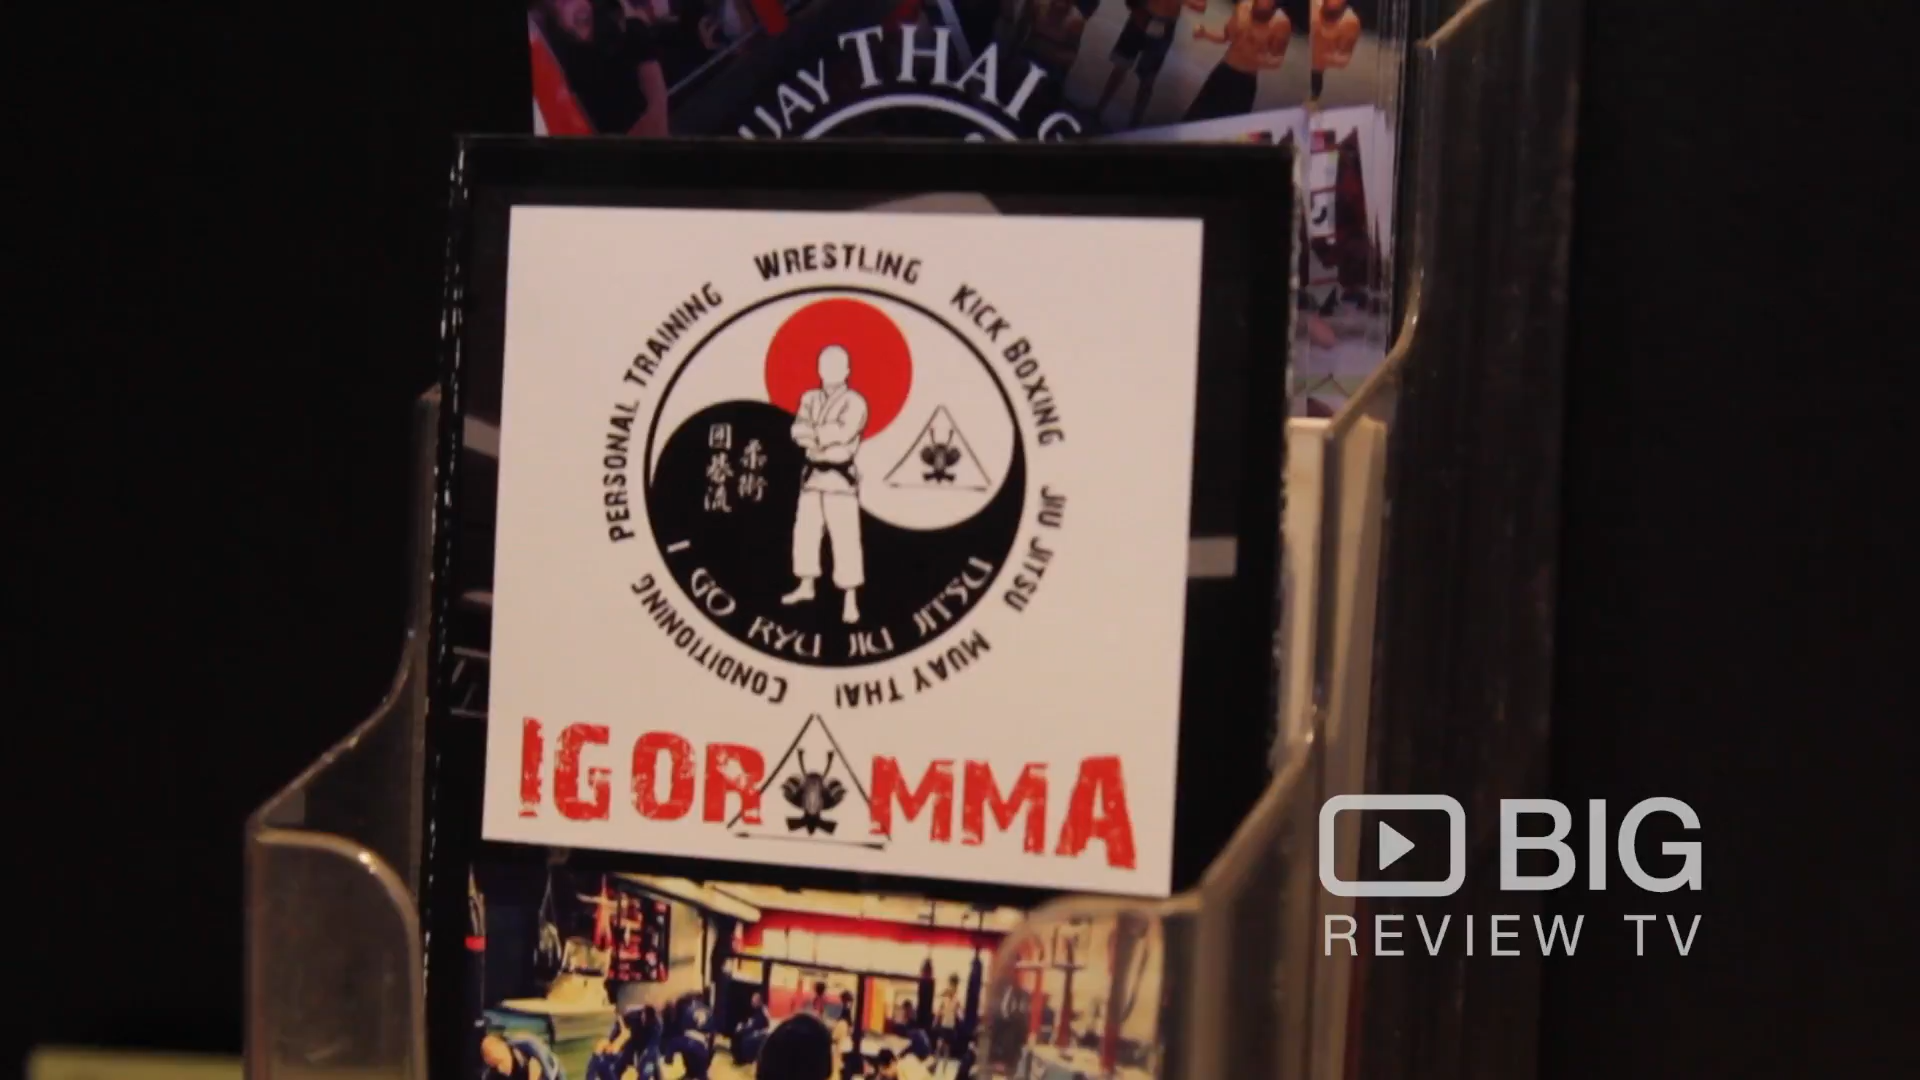 MUAY THAI G
WRESTLING
KICK BOXING
JIU JITSU
MUAY THAI
CONDITIONING
PERSONAL TRAINING
柔術
流
I GO RYU JIU JITSU
IGOR MMA
BIG
REVIEW TV